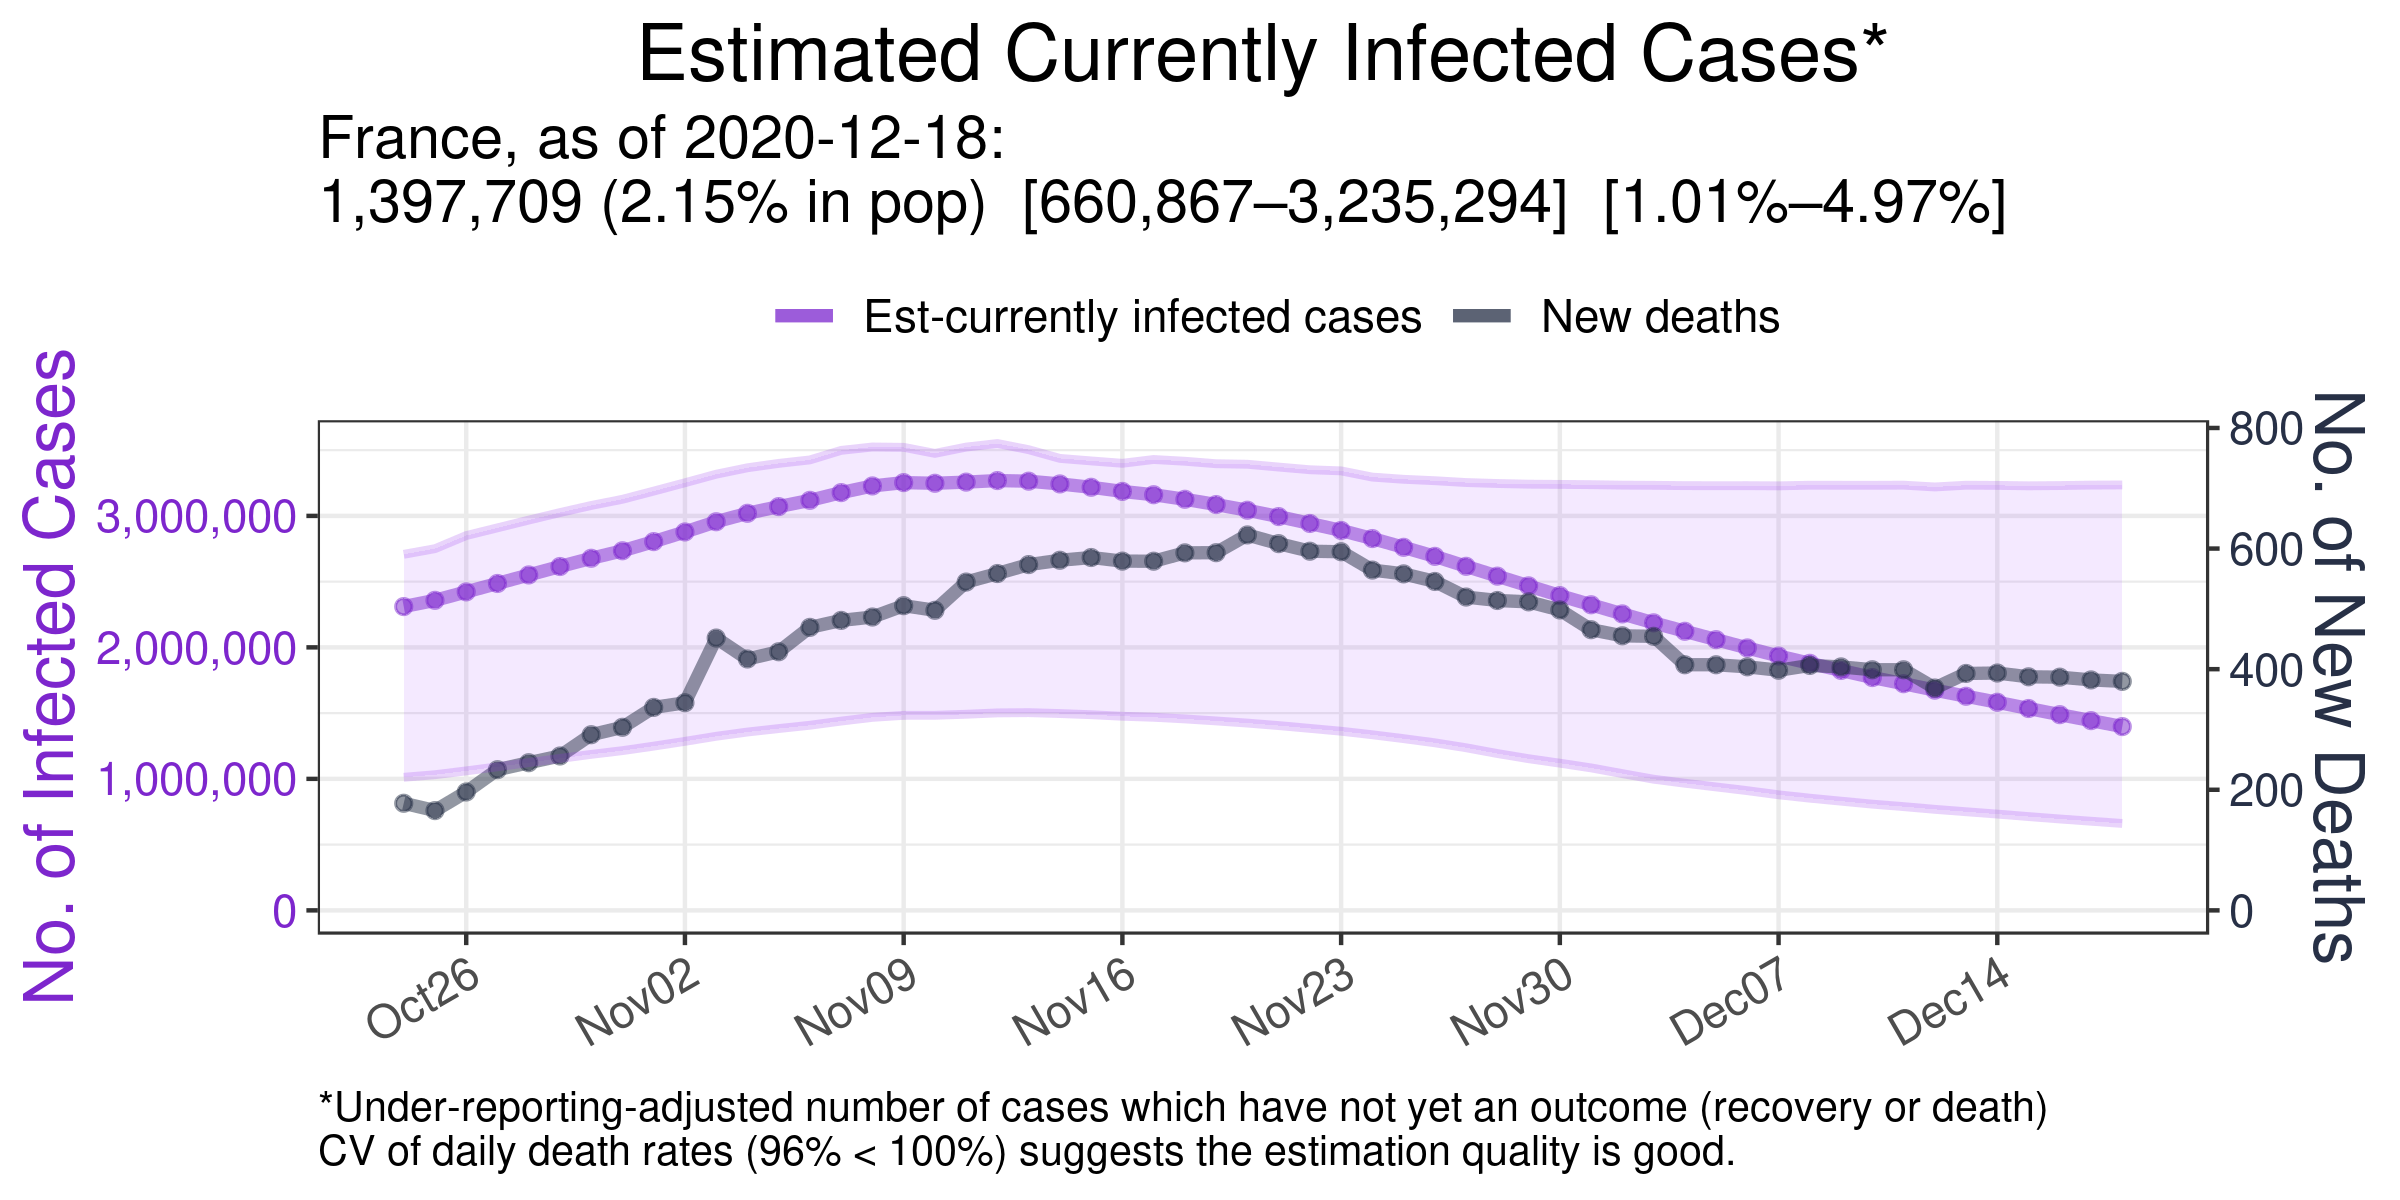 Estimated Currently Infected Cases*
France, as of 2020-12-18:
1,397,709 (2.15% in pop) [660,867–3,235,294] [1.01%–4.97%]
Est-currently infected cases
New deaths
No. of Infected Cases
3,000,000
2,000,000
1,000,000
0
800
600
400
200
0
No. of New Deaths
Oct26
Nov02
Nov09
Nov16
Nov23
Nov30
Dec07
Dec14
*Under-reporting-adjusted number of cases which have not yet an outcome (recovery or death)
CV of daily death rates (96% < 100%) suggests the estimation quality is good.